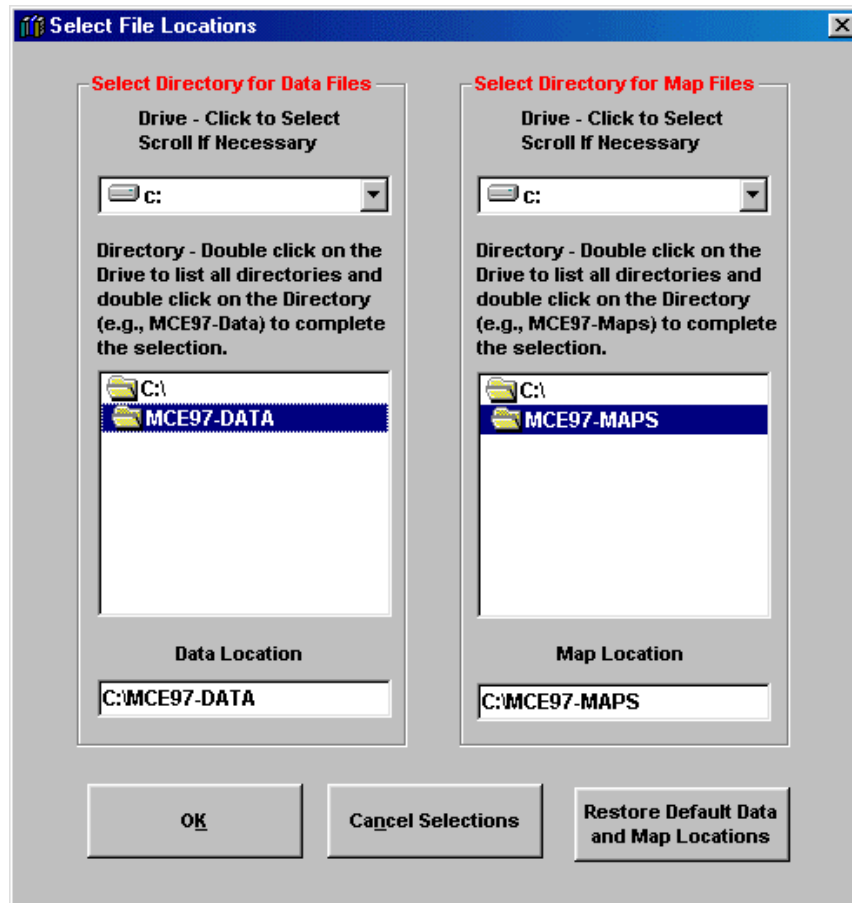 Select File Locations
Select Directory for Data Files
Drive - Click to Select
Scroll If Necessary
c:
Directory - Double click on the
Drive to list all directories and
double click on the Directory
(e.g., MCE97-Data) to complete
the selection.
C:\
MCE97-DATA
Data Location
C:\MCE97-DATA
Select Directory for Map Files
Drive - Click to Select
Scroll If Necessary
c:
Directory - Double click on the
Drive to list all directories and
double click on the Directory
(e.g., MCE97-Maps) to complete
the selection.
C:\
MCE97-MAPS
Map Location
C:\MCE97-MAPS
OK
Cancel Selections
Restore Default Data
and Map Locations